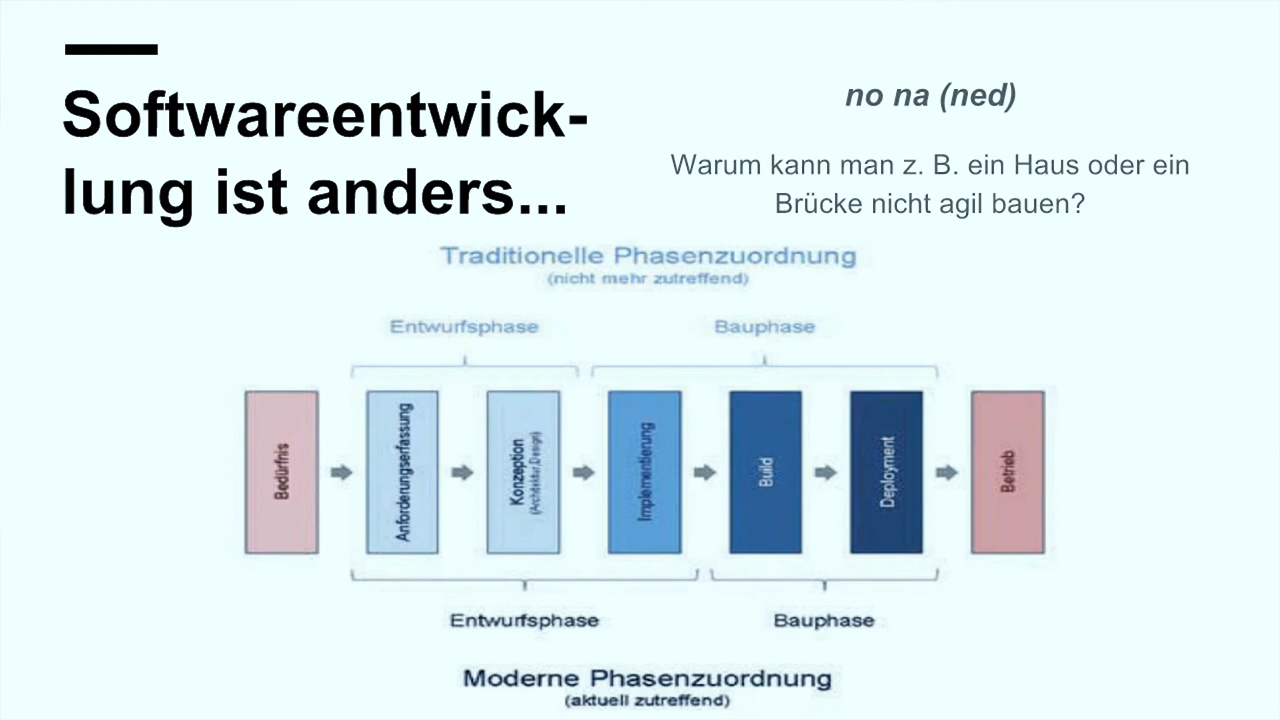 Softwareentwick-
lung ist anders...
no na (ned)
Warum kann man z. B. ein Haus oder ein
Brücke nicht agil bauen?
Traditionelle Phasenzuordnung
(nicht mehr zutreffend)
Entwurfsphase
Bauphase
Bedürfnis
Anforderungserfassung
Konzeption
(Architektur,Design)
Implementierung
Build
Deployment
Betrieb
Entwurfsphase
Bauphase
Moderne Phasenzuordnung
(aktuell zutreffend)